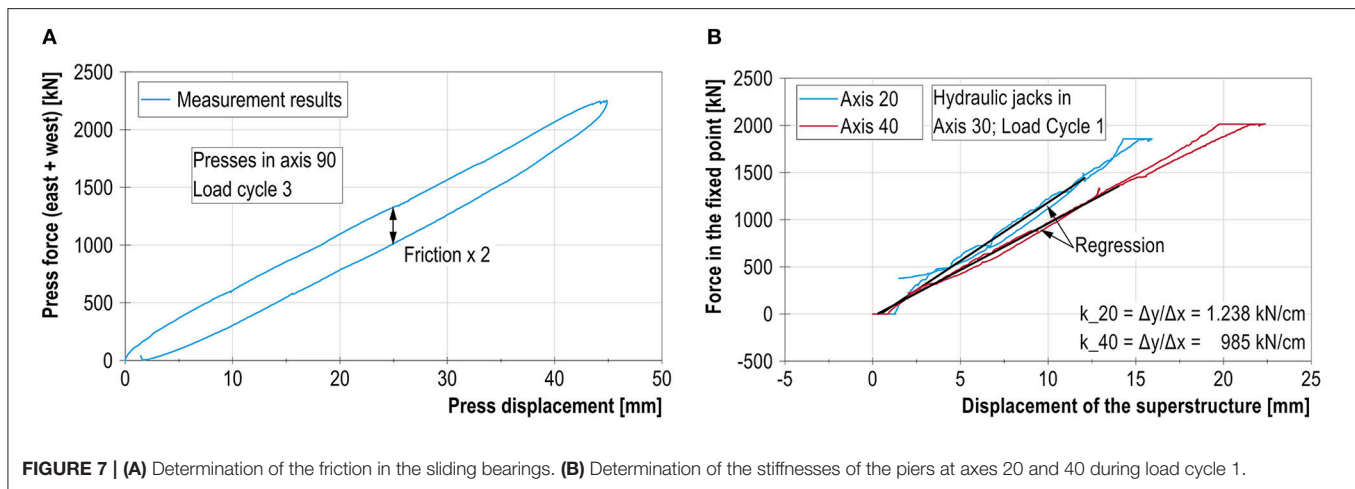 A
Press force (east + west) [kN]
2500
2000
1500
1000
500
0
Measurement results
Presses in axis 90
Load cycle 3
Friction x 2
0 10 20 30 40 50
Press displacement [mm]
B
Force in the fixed point [kN]
2500
2000
1500
1000
500
0
-500
Axis 20
Axis 40
Hydraulic jacks in
Axis 30; Load Cycle 1
Regression
k_20 = Δy/Δx = 1.238 kN/cm
k_40 = Δy/Δx = 985 kN/cm
-5 0 5 10 15 20 25
Displacement of the superstructure [mm]
FIGURE 7 | (A) Determination of the friction in the sliding bearings. (B) Determination of the stiffnesses of the piers at axes 20 and 40 during load cycle 1.